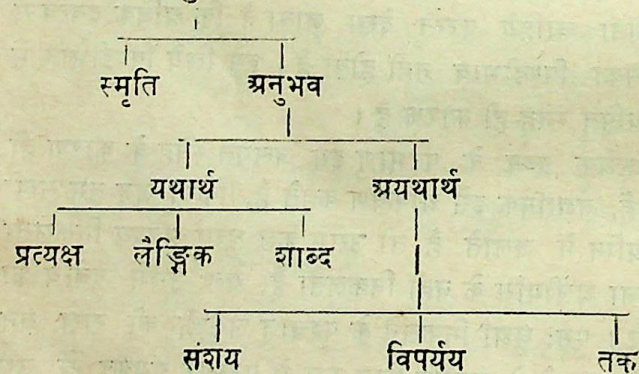 स्मृति अनुभव
यथार्थ अयथार्थ
प्रत्यक्ष लैङ्गिक शाब्द
संशय विपर्यय तर्क